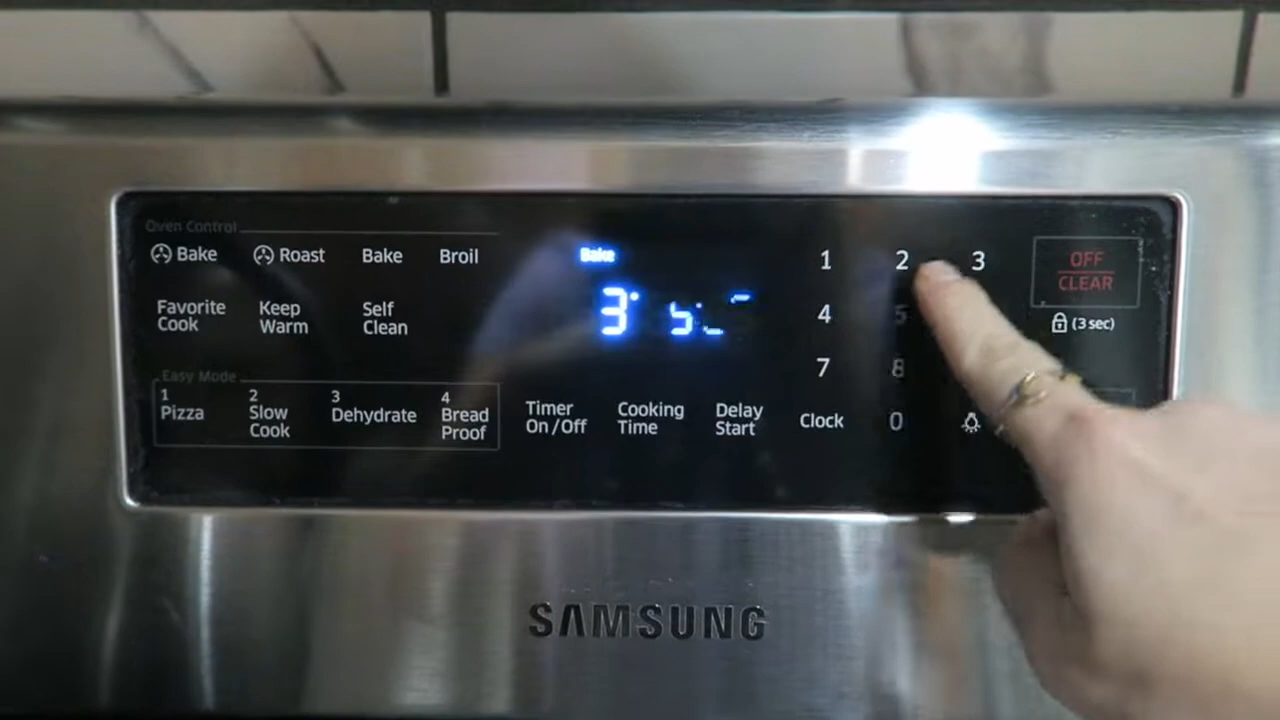 Oven Control
Bake Roast Bake Broil
Favorite Cook
Keep Warm
Self Clean
Easy Mode
1 Pizza
2 Slow Cook
3 Dehydrate
4 Bread Proof
Bake
Timer On/Off
Cooking Time
Delay Start
1 2 3
4 5
7 8
Clock 0
OFF
CLEAR
(3 sec)
SAMSUNG